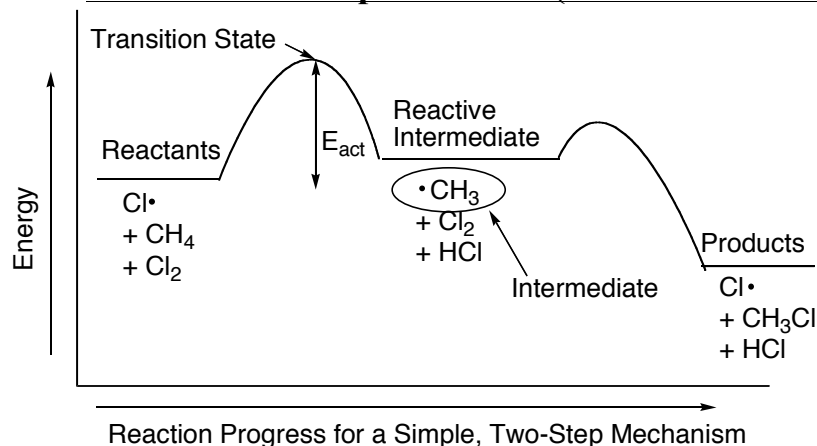 Transition State
Reactive
Intermediate
E_act
Reactants
Cl•
+ CH₄
+ Cl₂
•CH₃
+ Cl₂
+ HCl
Intermediate
Products
Cl•
+ CH₃Cl
+ HCl
Energy
Reaction Progress for a Simple, Two-Step Mechanism